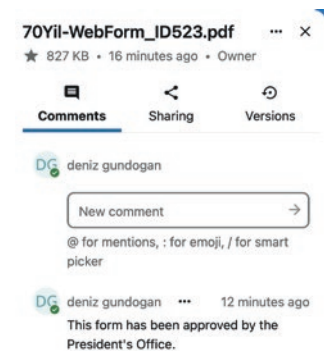 70Yil-WebForm_ID523.pdf ••• ×
★ 827 KB • 16 minutes ago • Owner
Comments Sharing Versions
DG deniz gundogan
New comment →
@ for mentions, : for emoji, / for smart
picker
DG deniz gundogan ••• 12 minutes ago
This form has been approved by the
President's Office.